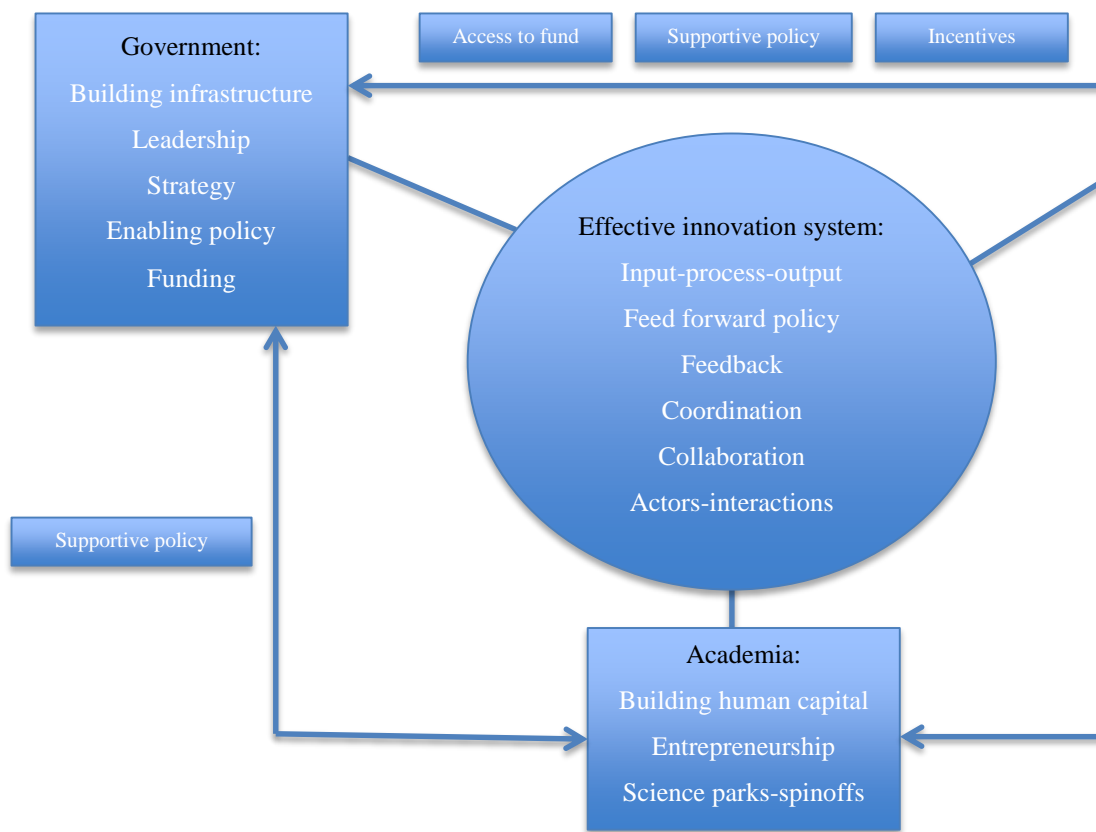 Government:
Building infrastructure
Leadership
Strategy
Enabling policy
Funding
Access to fund
Supportive policy
Incentives
Effective innovation system:
Input-process-output
Feed forward policy
Feedback
Coordination
Collaboration
Actors-interactions
Supportive policy
Academia:
Building human capital
Entrepreneurship
Science parks-spinoffs